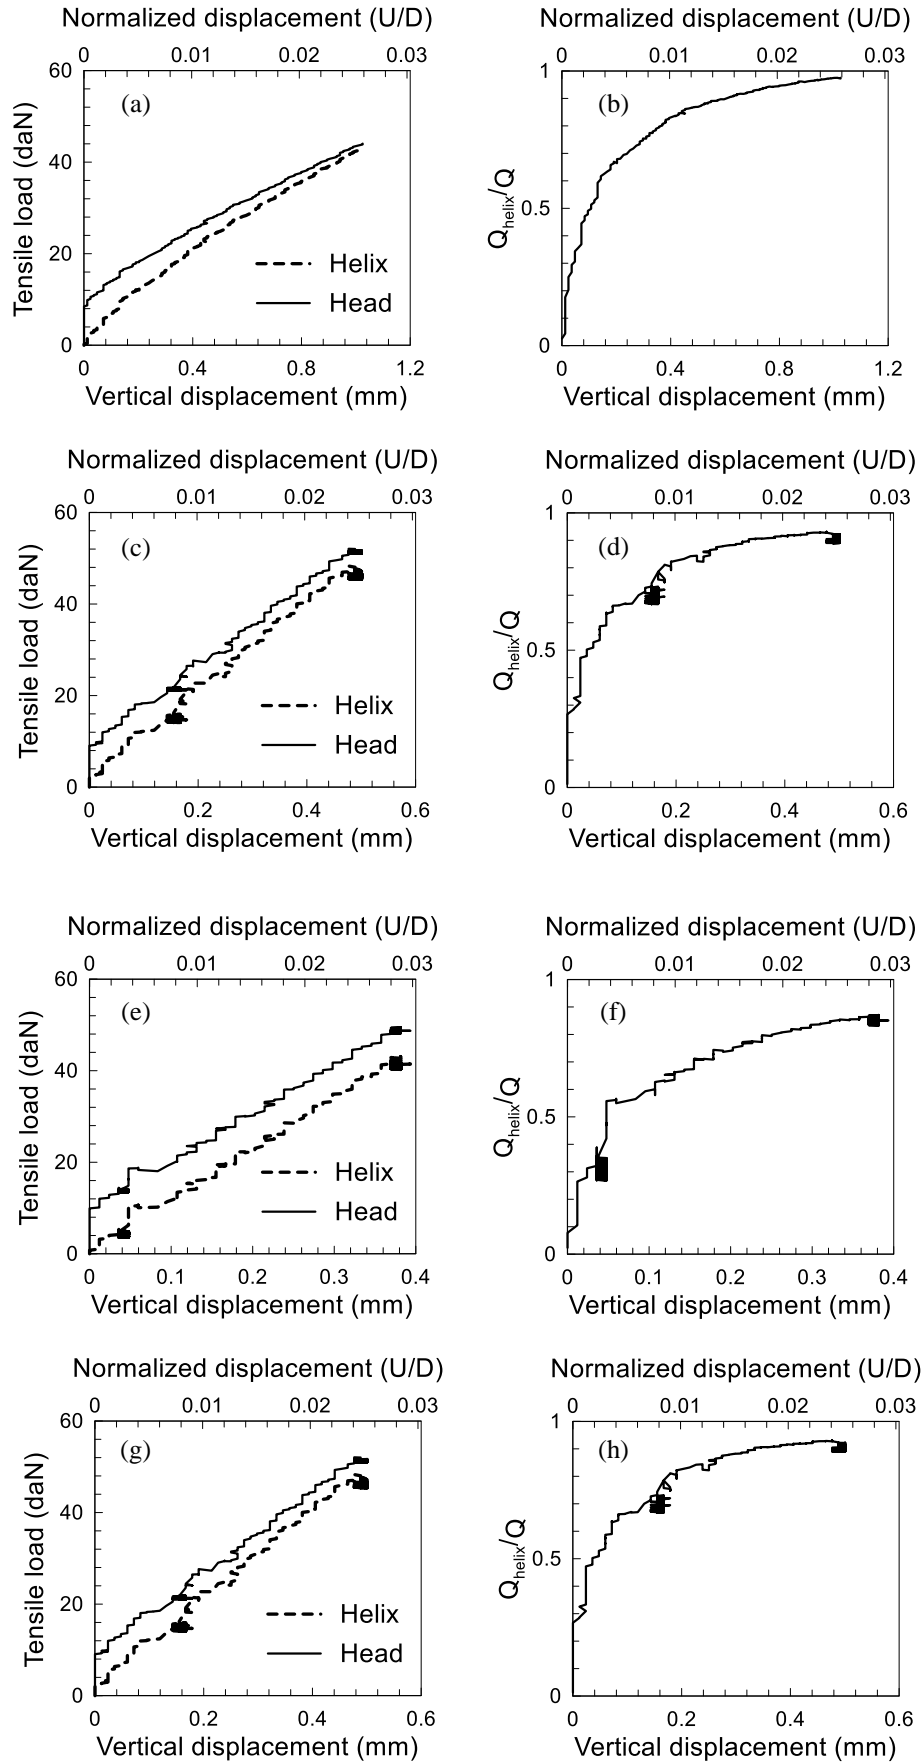 Normalized displacement (U/D)
0 0.01 0.02 0.03
60
40
20
0
Tensile load (daN)
(a)
Helix
Head
0 0.4 0.8 1.2
Vertical displacement (mm)
Normalized displacement (U/D)
0 0.01 0.02 0.03
1
0.5
0
Qhelix/Q
(b)
0 0.4 0.8 1.2
Vertical displacement (mm)
Normalized displacement (U/D)
0 0.01 0.02 0.03
60
40
20
0
Tensile load (daN)
(c)
Helix
Head
0 0.2 0.4 0.6
Vertical displacement (mm)
Normalized displacement (U/D)
0 0.01 0.02 0.03
1
0.5
0
Qhelix/Q
(d)
0 0.2 0.4 0.6
Vertical displacement (mm)
Normalized displacement (U/D)
0 0.01 0.02 0.03
60
40
20
0
Tensile load (daN)
(e)
Helix
Head
0 0.1 0.2 0.3 0.4
Vertical displacement (mm)
Normalized displacement (U/D)
0 0.01 0.02 0.03
1
0.5
0
Qhelix/Q
(f)
0 0.1 0.2 0.3 0.4
Vertical displacement (mm)
Normalized displacement (U/D)
0 0.01 0.02 0.03
60
40
20
0
Tensile load (daN)
(g)
Helix
Head
0 0.2 0.4 0.6
Vertical displacement (mm)
Normalized displacement (U/D)
0 0.01 0.02 0.03
1
0.5
0
Qhelix/Q
(h)
0 0.2 0.4 0.6
Vertical displacement (mm)